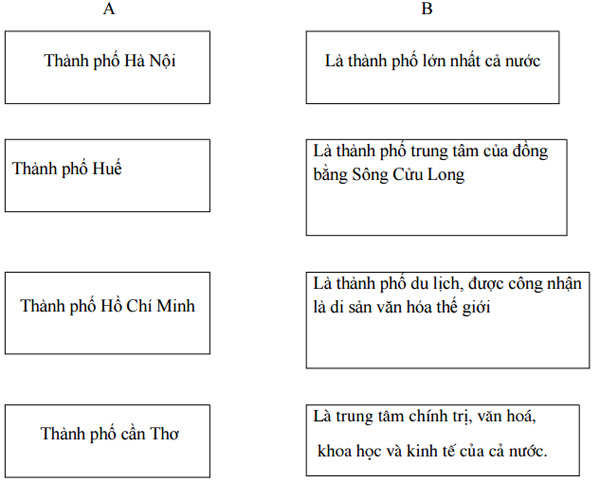 A B
Thành phố Hà Nội
Là thành phố lớn nhất cả nước
Thành phố Huế
Là thành phố trung tâm của đồng
bằng Sông Cửu Long
Thành phố Hồ Chí Minh
Là thành phố du lịch, được công nhận
là di sản văn hóa thế giới
Thành phố cần Thơ
Là trung tâm chính trị, văn hoá,
khoa học và kinh tế của cả nước.